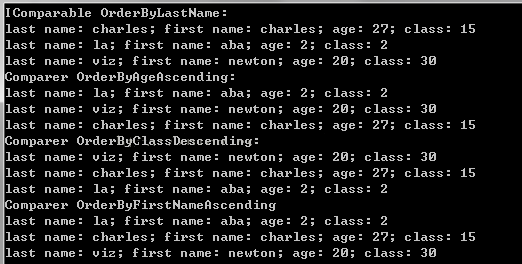 IComparable OrderByLastName:
last name: charles; first name: charles; age: 27; class: 15
last name: la; first name: aba; age: 2; class: 2
last name: viz; first name: newton; age: 20; class: 30
Comparer OrderByAgeAscending:
last name: la; first name: aba; age: 2; class: 2
last name: viz; first name: newton; age: 20; class: 30
last name: charles; first name: charles; age: 27; class: 15
Comparer OrderByClassDescending:
last name: viz; first name: newton; age: 20; class: 30
last name: charles; first name: charles; age: 27; class: 15
last name: la; first name: aba; age: 2; class: 2
Comparer OrderByFirstNameAscending
last name: la; first name: aba; age: 2; class: 2
last name: charles; first name: charles; age: 27; class: 15
last name: viz; first name: newton; age: 20; class: 30